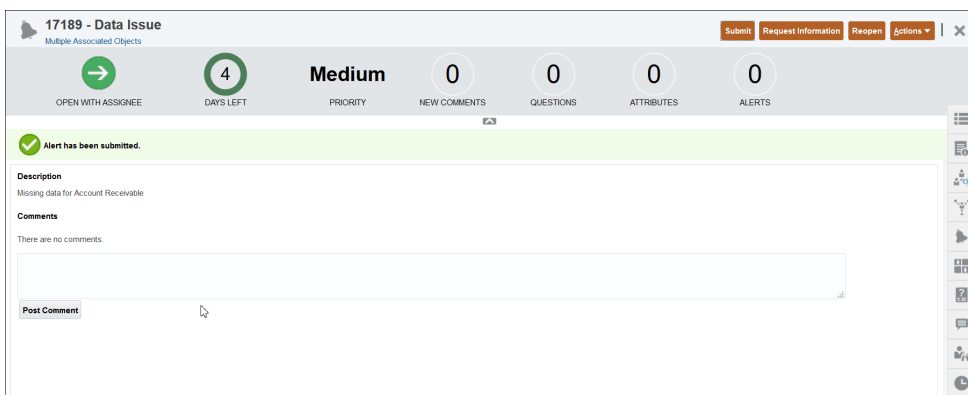 17189 - Data Issue
Multiple Associated Objects
Submit
Request Information
Reopen
Actions
4
Medium
0
0
0
0
OPEN WITH ASSIGNEE
DAYS LEFT
PRIORITY
NEW COMMENTS
QUESTIONS
ATTRIBUTES
ALERTS
Alert has been submitted.
Description
Missing data for Account Receivable
Comments
There are no comments.
Post Comment